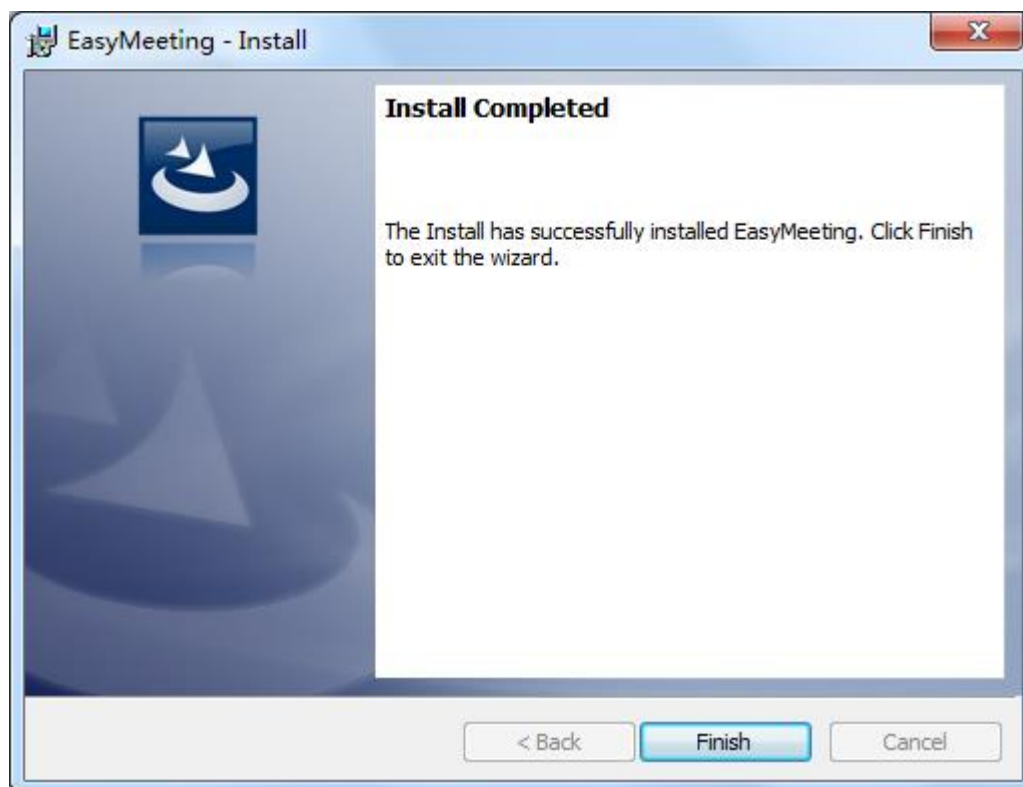 EasyMeeting - Install
Install Completed
The Install has successfully installed EasyMeeting. Click Finish
to exit the wizard.
< Back
Finish
Cancel